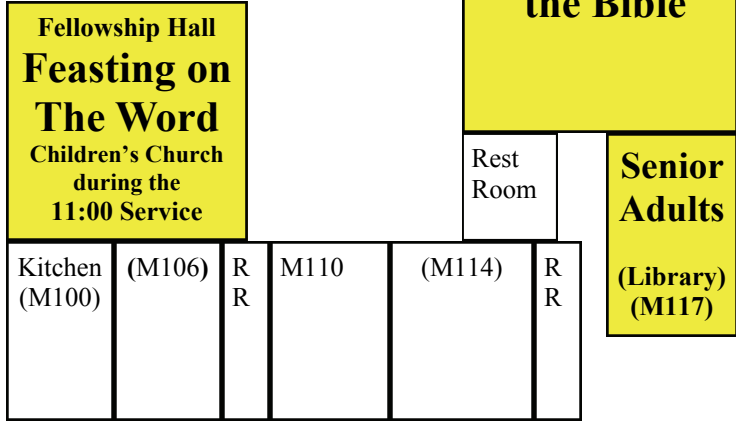 Fellowship Hall
Feasting on
The Word
Children's Church
during the
11:00 Service
the Bible
Rest
Room
Senior
Adults
(Library)
(M117)
Kitchen
(M100)
(M106)
R
R
M110
(M114)
R
R